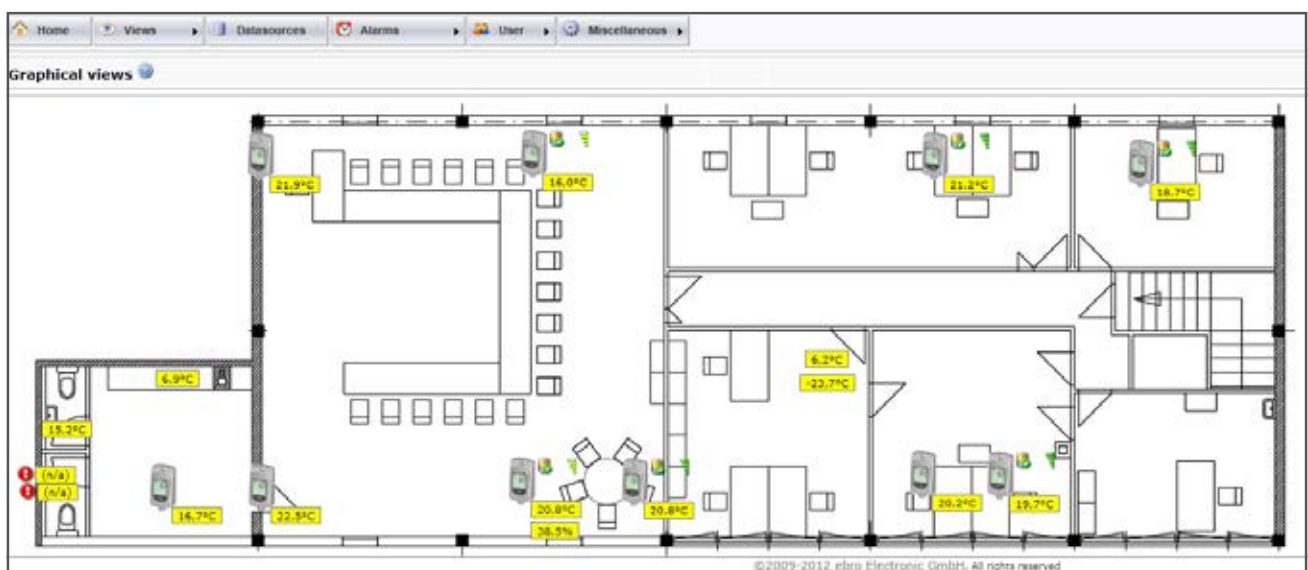 Home Views Datasources Alarms User Miscellaneous
Graphical views
21.9°C
16.0°C
21.2°C
18.7°C
6.2°C
-23.7°C
6.9°C
15.2°C
(n/a)
(n/a)
16.7°C
22.5°C
20.8°C
38.5%
20.8°C
20.2°C
19.7°C
©2009-2012 ebro Electronic GmbH. All rights reserved